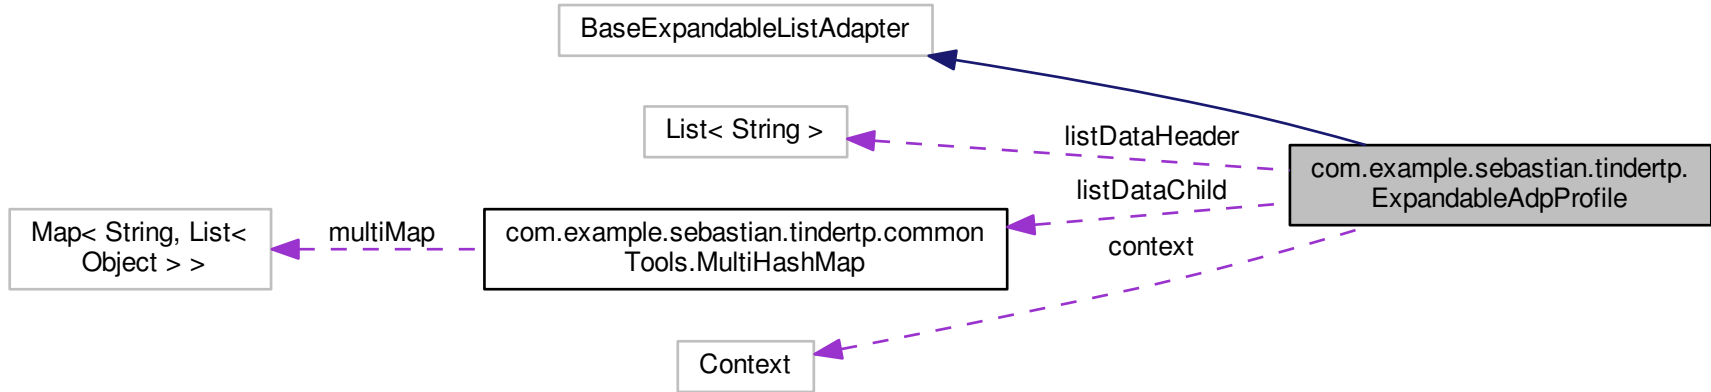 BaseExpandableListAdapter
List< String >
listDataHeader
com.example.sebastian.tindertp.
ExpandableAdpProfile
listDataChild
Map< String, List<
Object > >
multiMap
com.example.sebastian.tindertp.common
Tools.MultiHashMap
context
Context